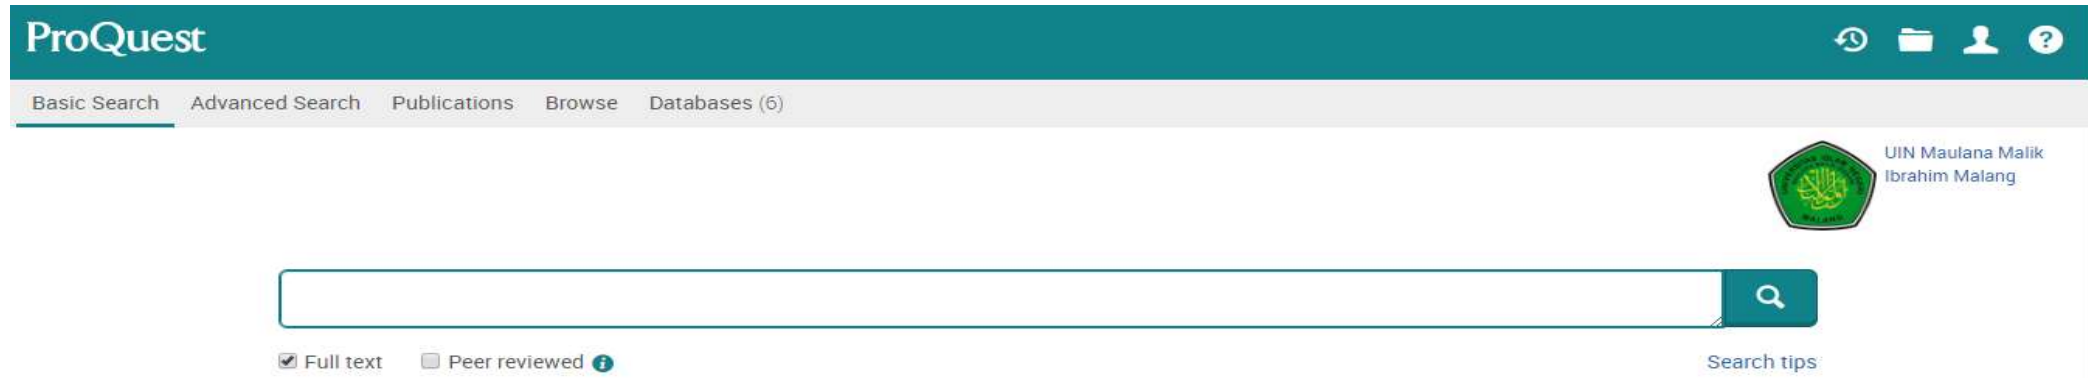 ProQuest
Basic Search Advanced Search Publications Browse Databases (6)
UIN Maulana Malik
Ibrahim Malang
MALANG
Full text Peer reviewed
Search tips